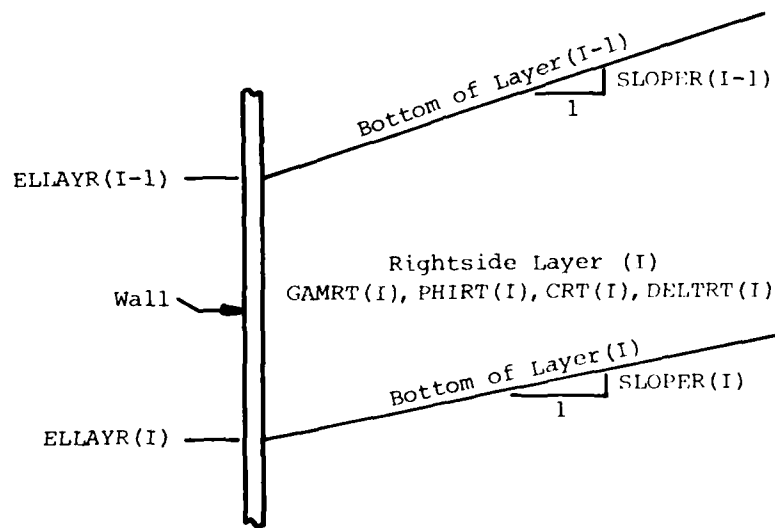 Bottom of Layer(I-1)
SLOPER(I-1)
1
ELLAYR(I-1)
Rightside Layer (I)
GAMRT(I), PHIRT(I), CRT(I), DELTRT(I)
Wall
Bottom of Layer(I)
SLOPER(I)
1
ELLAYR(I)